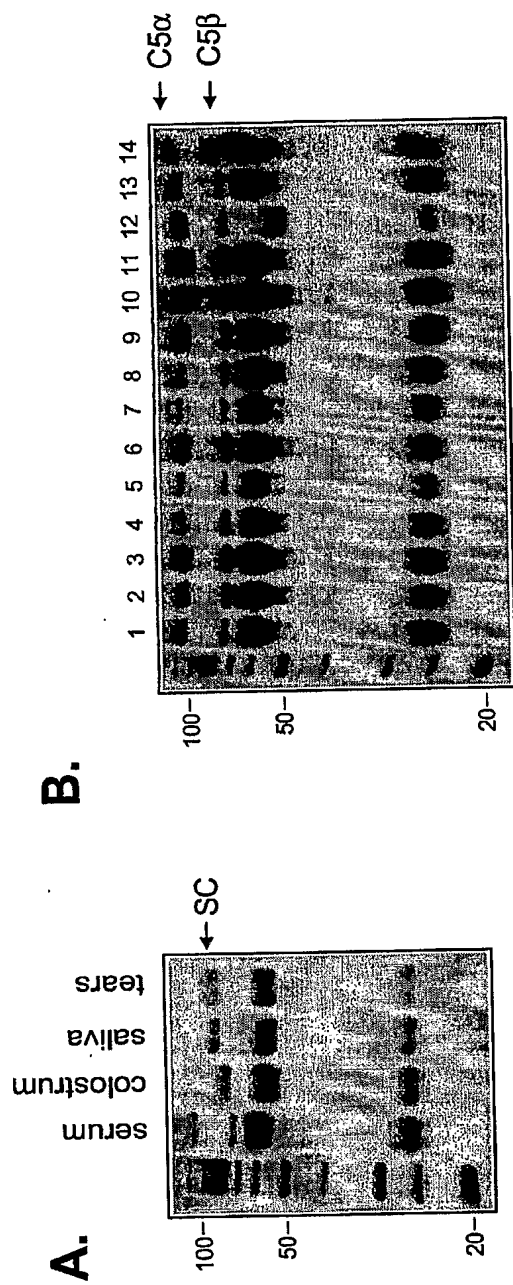 A.
serum
colostrum
saliva
tears
100–
← SC
50–
20–
B.
1 2 3 4 5 6 7 8 9 10 11 12 13 14
100–
← C5α
← C5β
50–
20–